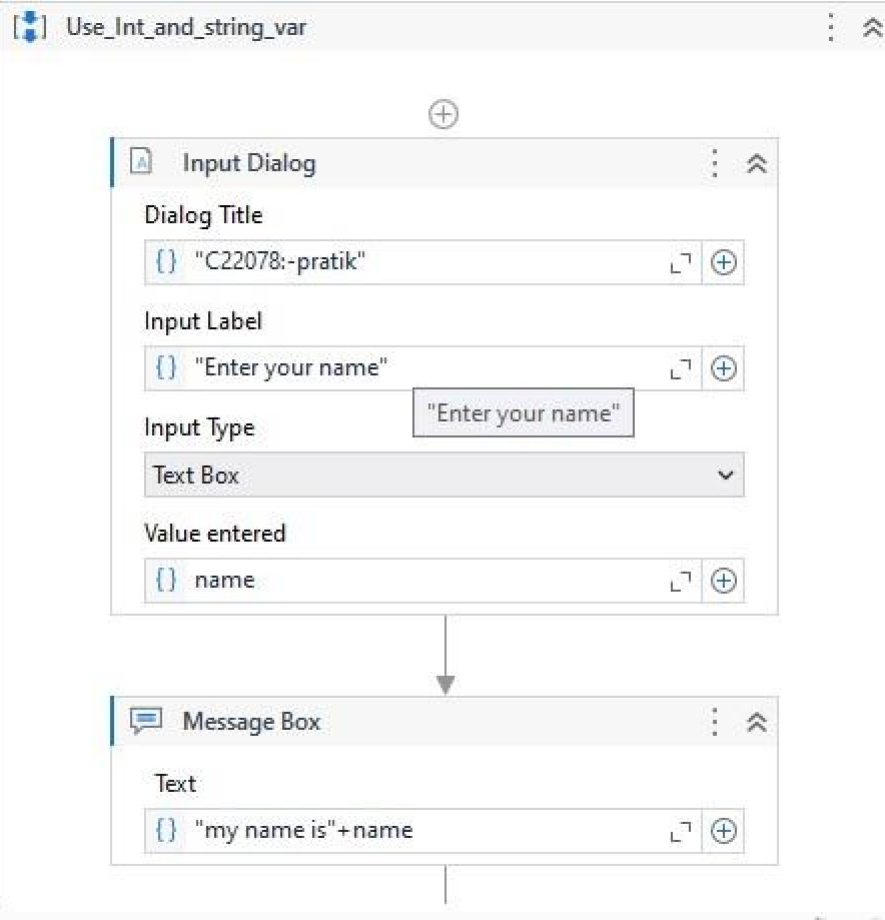 Use_Int_and_string_var
Input Dialog
Dialog Title
"C22078:-pratik"
Input Label
"Enter your name"
"Enter your name"
Input Type
Text Box
Value entered
name
Message Box
Text
"my name is"+name